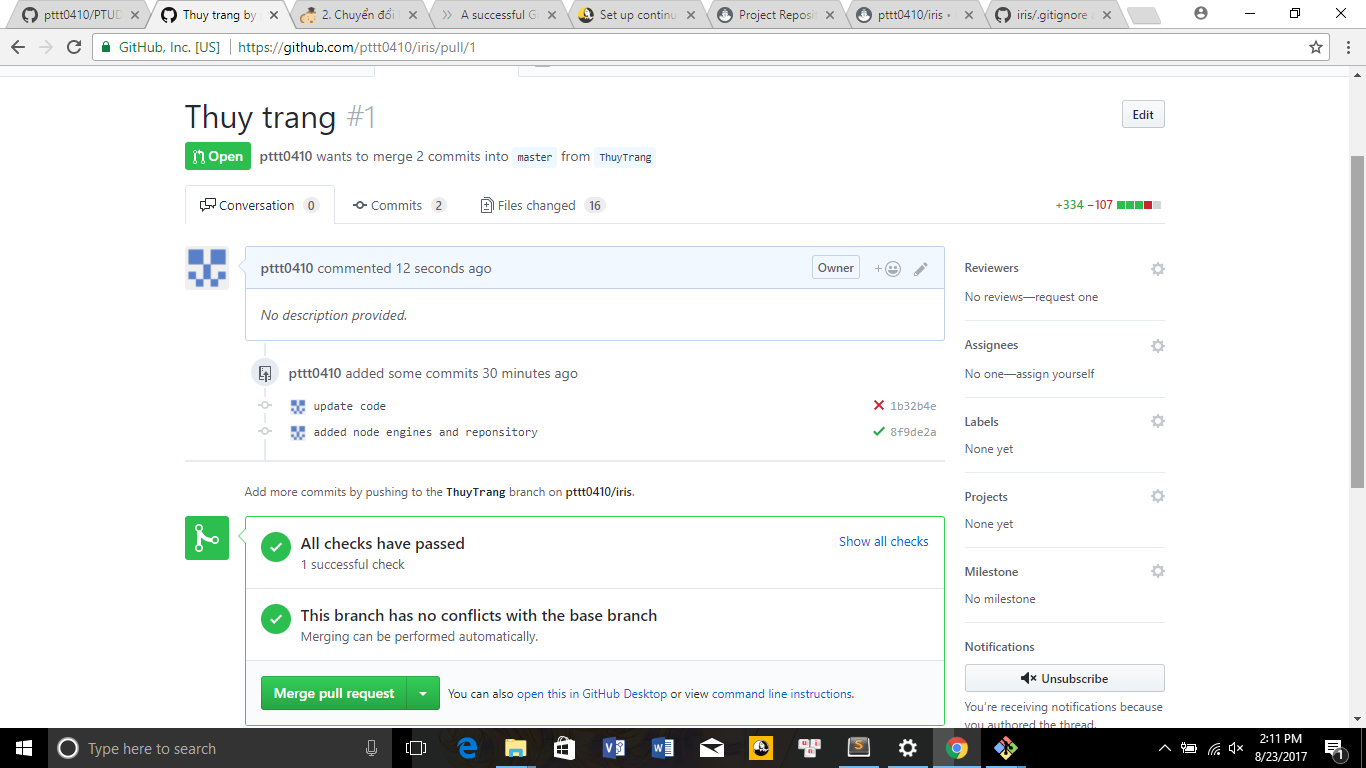 pttt0410/PTUD
Thuy trang by
2. Chuyển đổi
A successful G
Set up continu
Project Reposi
pttt0410/iris •
iris/.gitignore
GitHub, Inc. [US] https://github.com/pttt0410/iris/pull/1
Thuy trang #1
Edit
Open pttt0410 wants to merge 2 commits into master from ThuyTrang
Conversation 0 Commits 2 Files changed 16 +334 −107
pttt0410 commented 12 seconds ago Owner
No description provided.
pttt0410 added some commits 30 minutes ago
update code 1b32b4e
added node engines and reponsitory 8f9de2a
Add more commits by pushing to the ThuyTrang branch on pttt0410/iris.
All checks have passed Show all checks
1 successful check
This branch has no conflicts with the base branch
Merging can be performed automatically.
Merge pull request You can also open this in GitHub Desktop or view command line instructions.
Reviewers
No reviews—request one
Assignees
No one—assign yourself
Labels
None yet
Projects
None yet
Milestone
No milestone
Notifications
Unsubscribe
You're receiving notifications because
you authored the thread.
Type here to search
2:11 PM
8/23/2017
1